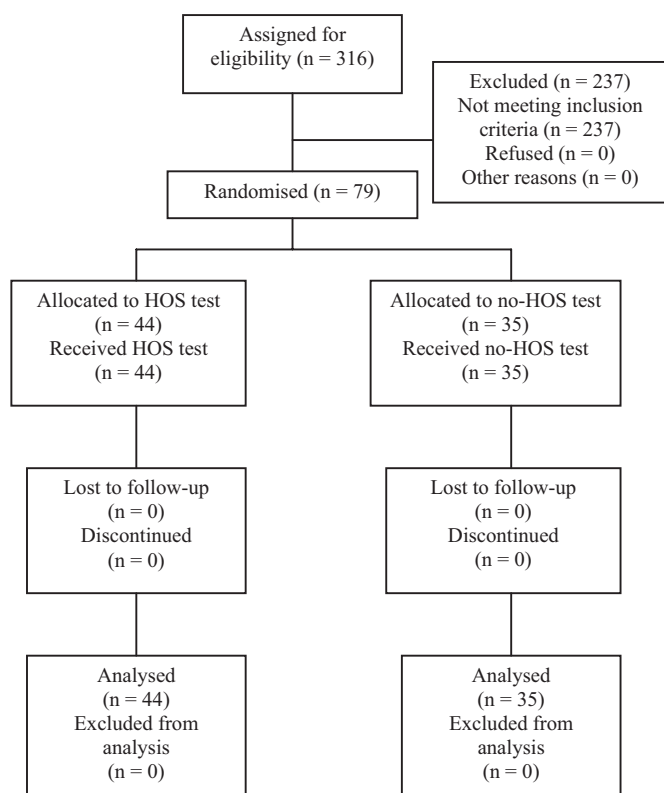 Assigned for
eligibility (n = 316)
Excluded (n = 237)
Not meeting inclusion
criteria (n = 237)
Refused (n = 0)
Other reasons (n = 0)
Randomised (n = 79)
Allocated to HOS test
(n = 44)
Received HOS test
(n = 44)
Allocated to no-HOS test
(n = 35)
Received no-HOS test
(n = 35)
Lost to follow-up
(n = 0)
Discontinued
(n = 0)
Lost to follow-up
(n = 0)
Discontinued
(n = 0)
Analysed
(n = 44)
Excluded from
analysis
(n = 0)
Analysed
(n = 35)
Excluded from
analysis
(n = 0)